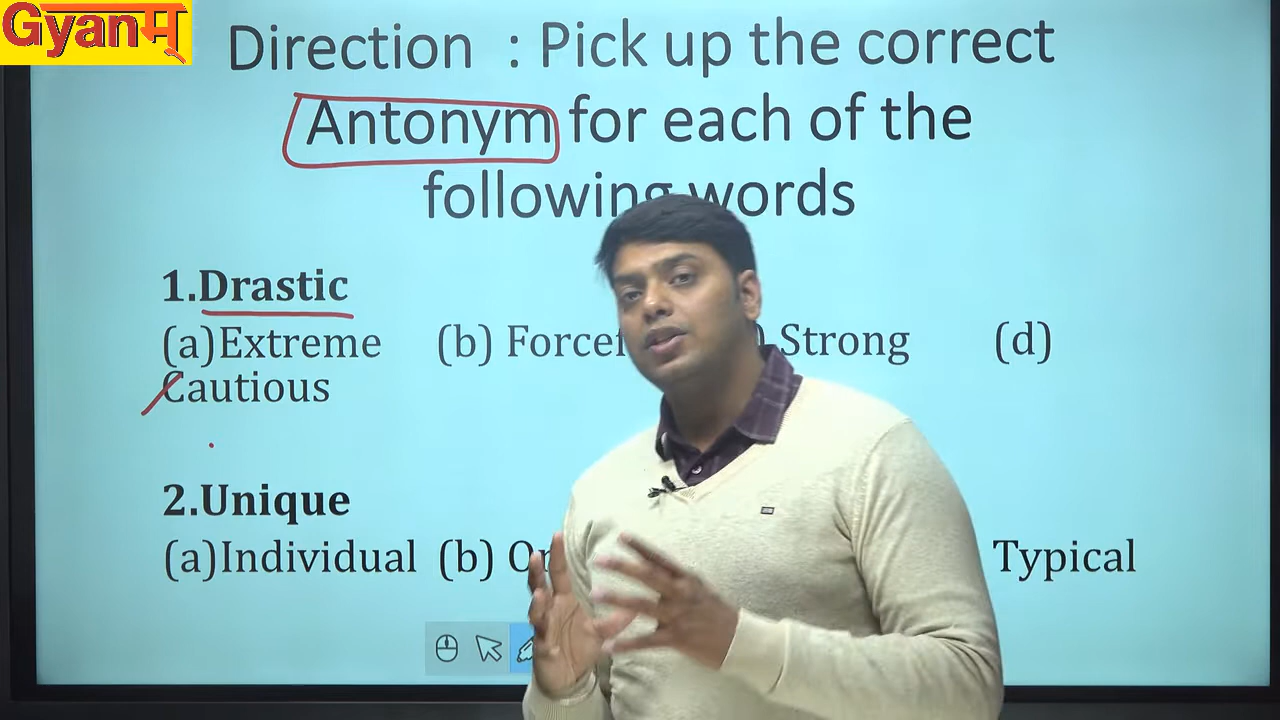 Gyanम्
Direction : Pick up the correct
Antonym for each of the
following words
1.Drastic
(a)Extreme (b) Strong (d)
Cautious
2.Unique
(a)Individual (b) Typical